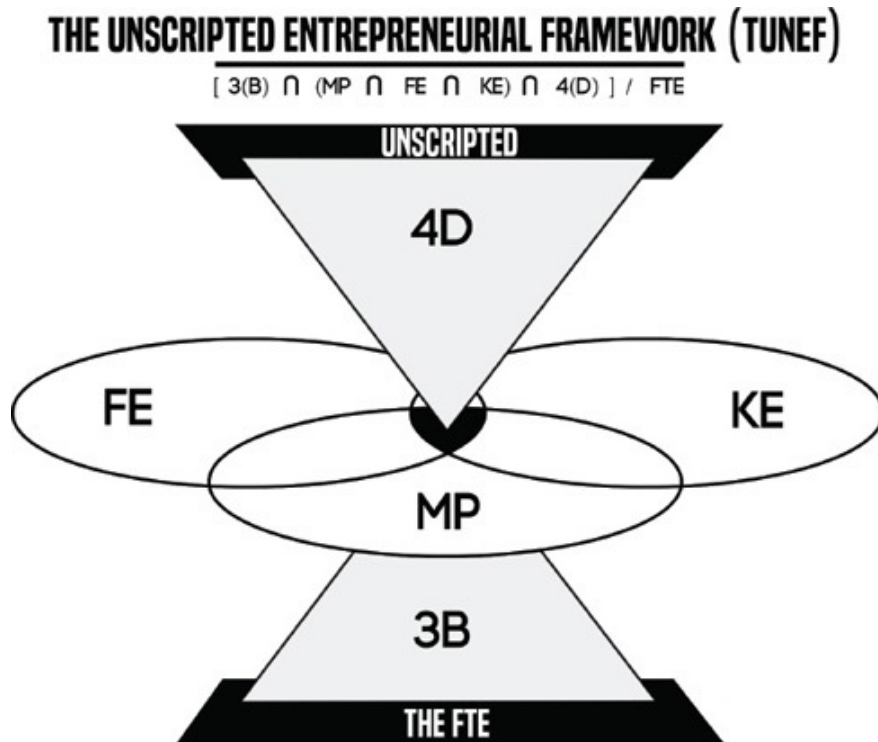 THE UNSCRIPTED ENTREPRENEURIAL FRAMEWORK (TUNEF)
[ 3(B) ∩ (MP ∩ FE ∩ KE) ∩ 4(D) ] / FTE
UNSCRIPTED
4D
FE
KE
MP
3B
THE FTE